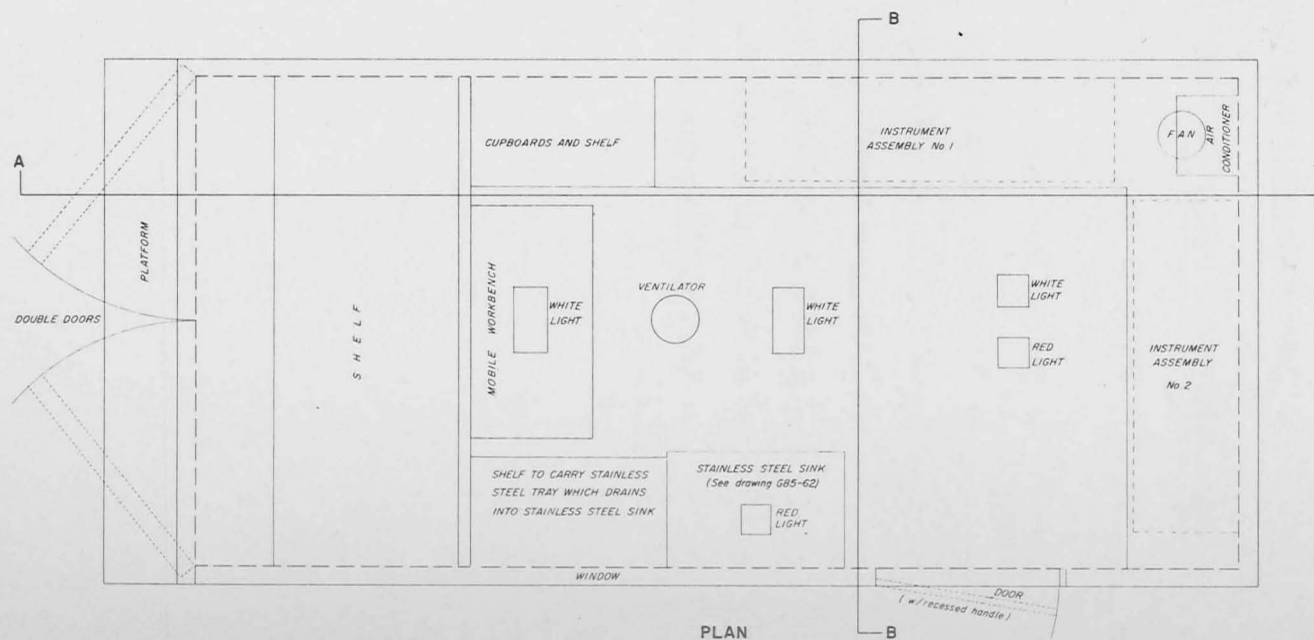 B
A
PLATFORM
DOUBLE DOORS
SHELF
CUPBOARDS AND SHELF
INSTRUMENT
ASSEMBLY No 1
FAN
AIR
CONDITIONER
MOBILE WORKBENCH
WHITE
LIGHT
VENTILATOR
WHITE
LIGHT
WHITE
LIGHT
RED
LIGHT
INSTRUMENT
ASSEMBLY
No 2
SHELF TO CARRY STAINLESS
STEEL TRAY WHICH DRAINS
INTO STAINLESS STEEL SINK
STAINLESS STEEL SINK
(See drawing G85-62)
RED
LIGHT
WINDOW
DOOR
( w/recessed handle )
PLAN
B